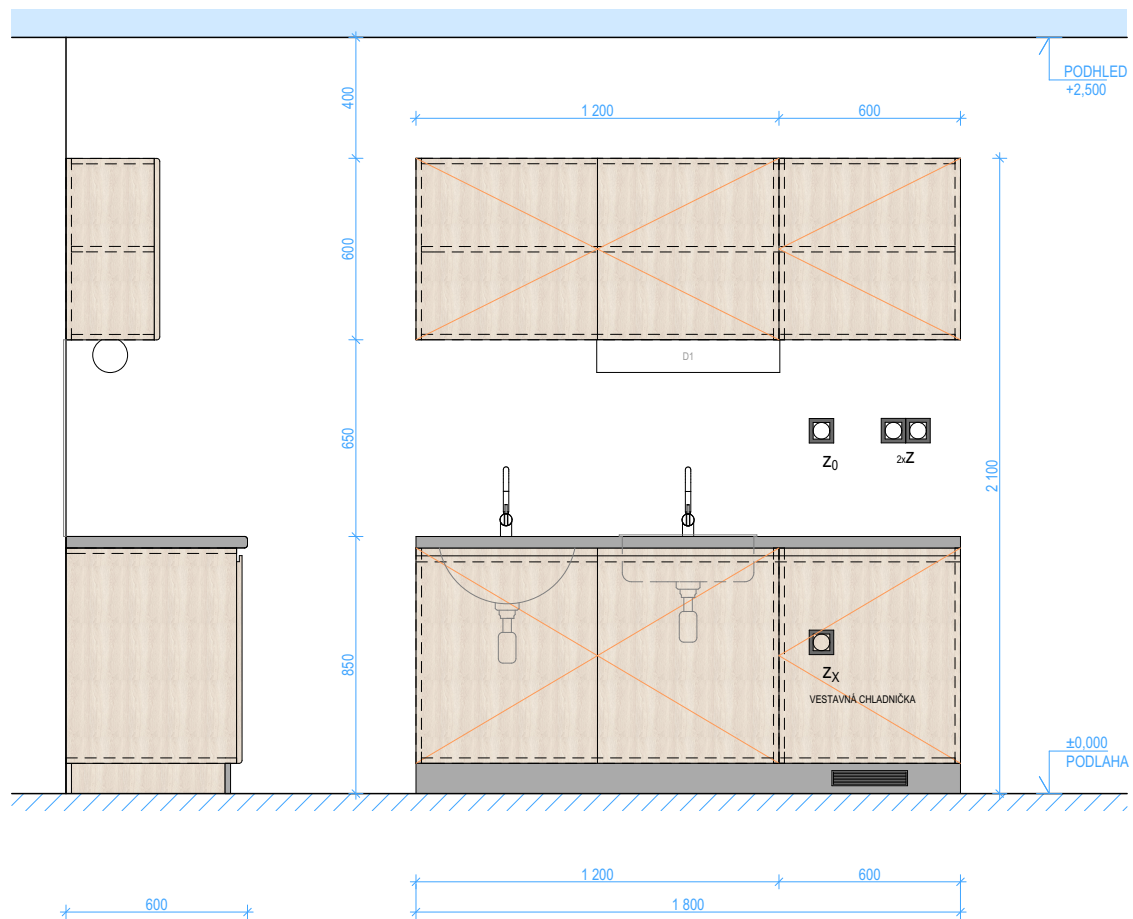 PODHLED
+2,500
400
1 200
600
600
D1
650
Z0
2xZ
2 100
850
ZX
VESTAVNÁ CHLADNIČKA
±0,000
PODLAHA
1 200
600
600
1 800